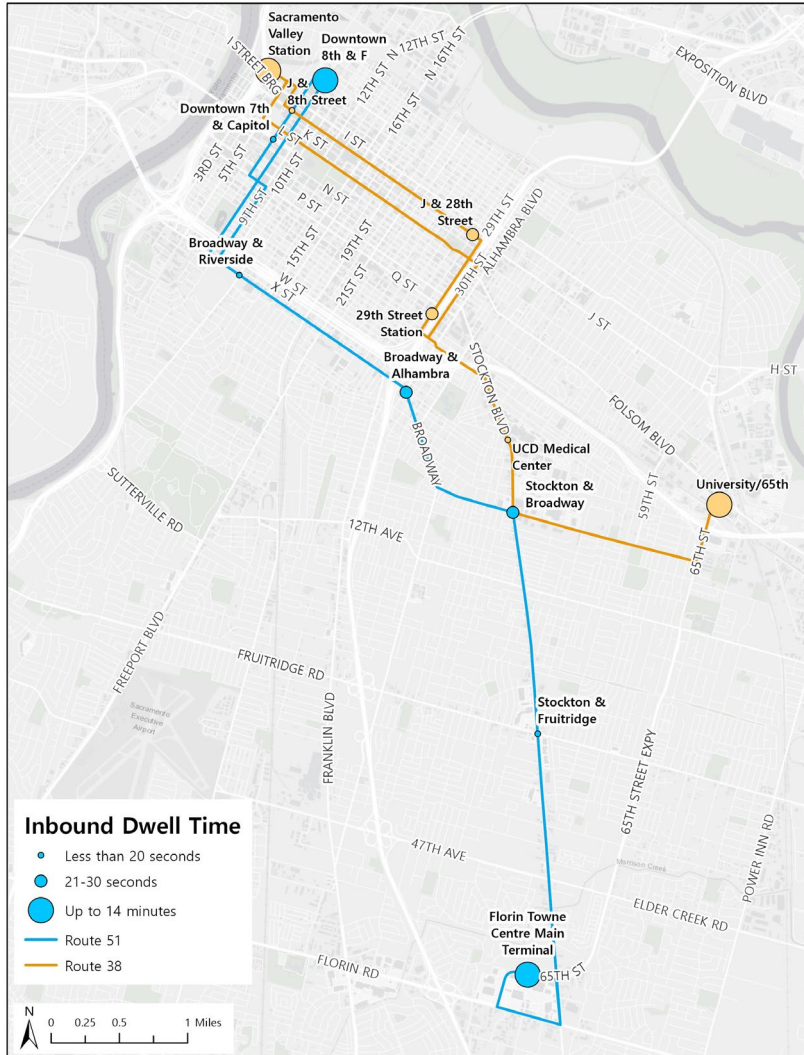 Sacramento
Valley
Station
Downtown
8th & F
I STREET BRG
N 12TH ST
N 16TH ST
12TH ST
16TH ST
EXPOSITION BLVD
J &
8th Street
Downtown 7th
& Capitol
L ST
K ST
I ST
3RD ST
5TH ST
9TH ST
10TH ST
N ST
P ST
J & 28th
Street
29TH ST
ALHAMBRA BLVD
30TH ST
Broadway &
Riverside
15TH ST
19TH ST
21ST ST
Q ST
W ST
X ST
29th Street
Station
J ST
H ST
Broadway &
Alhambra
STOCKTON BLVD
FOLSOM BLVD
BROADWAY
UCD Medical
Center
Stockton &
Broadway
59TH ST
University/65th
65TH ST
SUTTERVILLE RD
12TH AVE
FREEPORT BLVD
FRUITRIDGE RD
Sacramento
Executive
Airport
FRANKLIN BLVD
Stockton &
Fruitridge
65TH STREET EXPY
47TH AVE
Morrison Creek
POWER INN RD
ELDER CREEK RD
Florin Towne
Centre Main
Terminal
65TH ST
FLORIN RD
Inbound Dwell Time
Less than 20 seconds
21-30 seconds
Up to 14 minutes
Route 51
Route 38
N
0 0.25 0.5 1 Miles